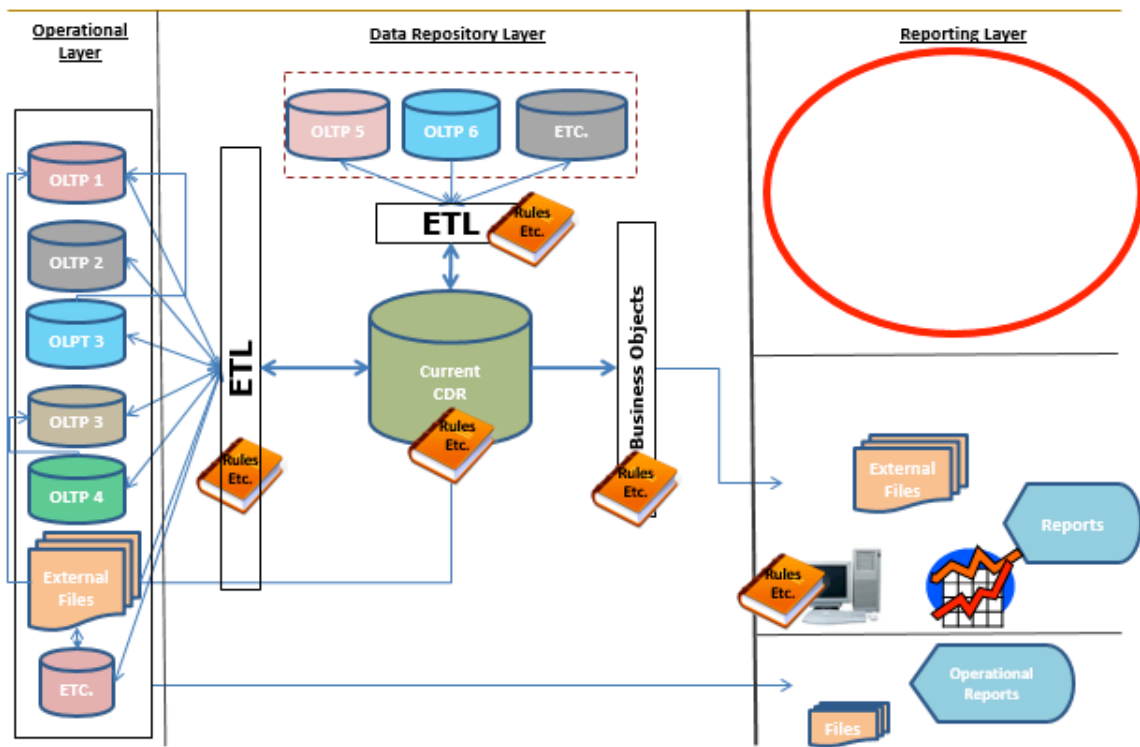 Operational
Layer
Data Repository Layer
Reporting Layer
OLTP 1
OLTP 2
OLPT 3
OLTP 3
OLTP 4
External
Files
ETC.
ETL
Rules
Etc.
OLTP 5
OLTP 6
ETC.
ETL
Rules
Etc.
Current
CDR
Rules
Etc.
Business Objects
Rules
Etc.
External
Files
Reports
Rules
Etc.
Operational
Reports
Files